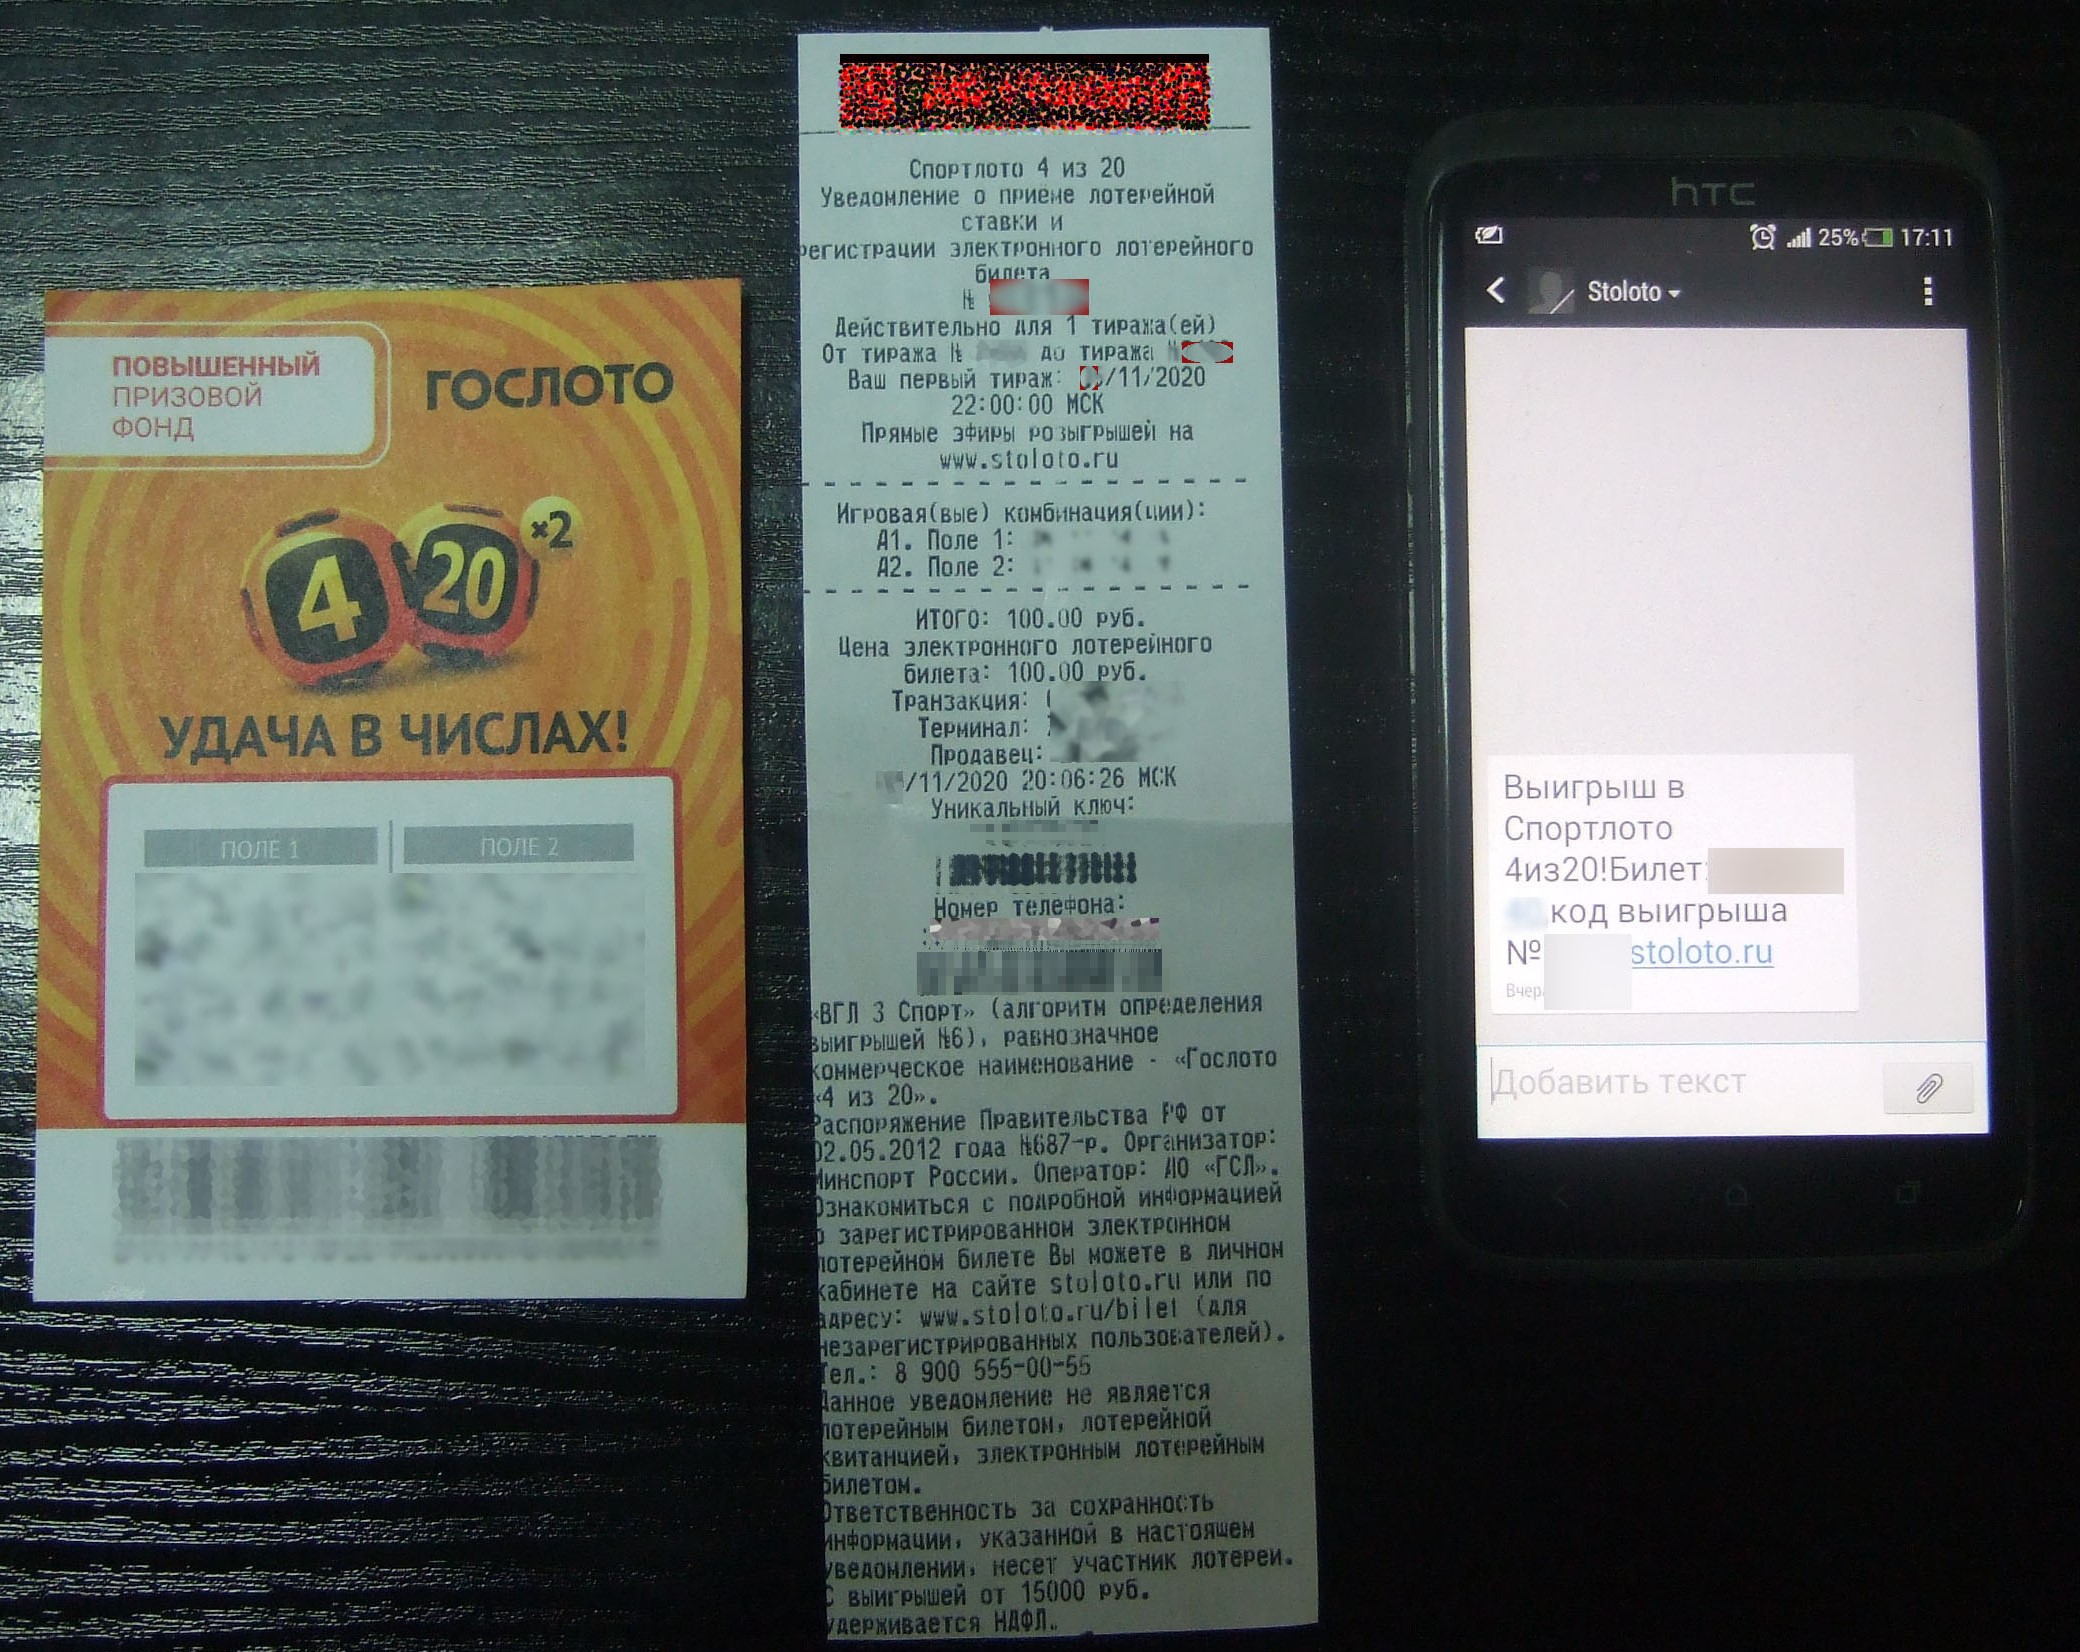 ПОВЫШЕННЫЙ
ПРИЗОВОЙ
ФОНД
ГОСЛОТО
4 20 x2
УДАЧА В ЧИСЛАХ!
ПОЛЕ 1 ПОЛЕ 2
Спортлото 4 из 20
Уведомление о приёме лотерейной
ставки и
регистрации электронного лотерейного
билета
№
Действительно для 1 тиража(ей)
От тиража № до тиража №
Ваш первый тираж: /11/2020
22:00:00 МСК
Прямые эфиры розыгрышей на
www.stoloto.ru
Игровая(вые) комбинация(ции):
А1. Поле 1:
А2. Поле 2:
ИТОГО: 100.00 руб.
Цена электронного лотерейного
билета: 100.00 руб.
Транзакция:
Терминал:
Продавец:
/11/2020 20:06:26 МСК
Уникальный ключ:
Номер телефона:
«ВГЛ 3 Спорт» (алгоритм определения
выигрышей №6), равнозначное
коммерческое наименование - «Гослото
«4 из 20».
Распоряжение Правительства РФ от
02.05.2012 года №687-р. Организатор:
Минспорт России. Оператор: АО «ГСЛ».
Ознакомиться с подробной информацией
о зарегистрированном электронном
лотерейном билете Вы можете в личном
кабинете на сайте stoloto.ru или по
адресу: www.stoloto.ru/bilet (для
незарегистрированных пользователей).
Тел.: 8 900 555-00-55
Данное уведомление не является
лотерейным билетом, лотерейной
квитанцией, электронным лотерейным
билетом.
Ответственность за сохранность
информации, указанной в настоящем
уведомлении, несет участник лотереи.
С выигрышей от 15000 руб.
удерживается НДФЛ.
hTC
25% 17:11
Stoloto
Выигрыш в
Спортлото
4из20!Билет:
код выигрыша
№ stoloto.ru
Вчера
Добавить текст